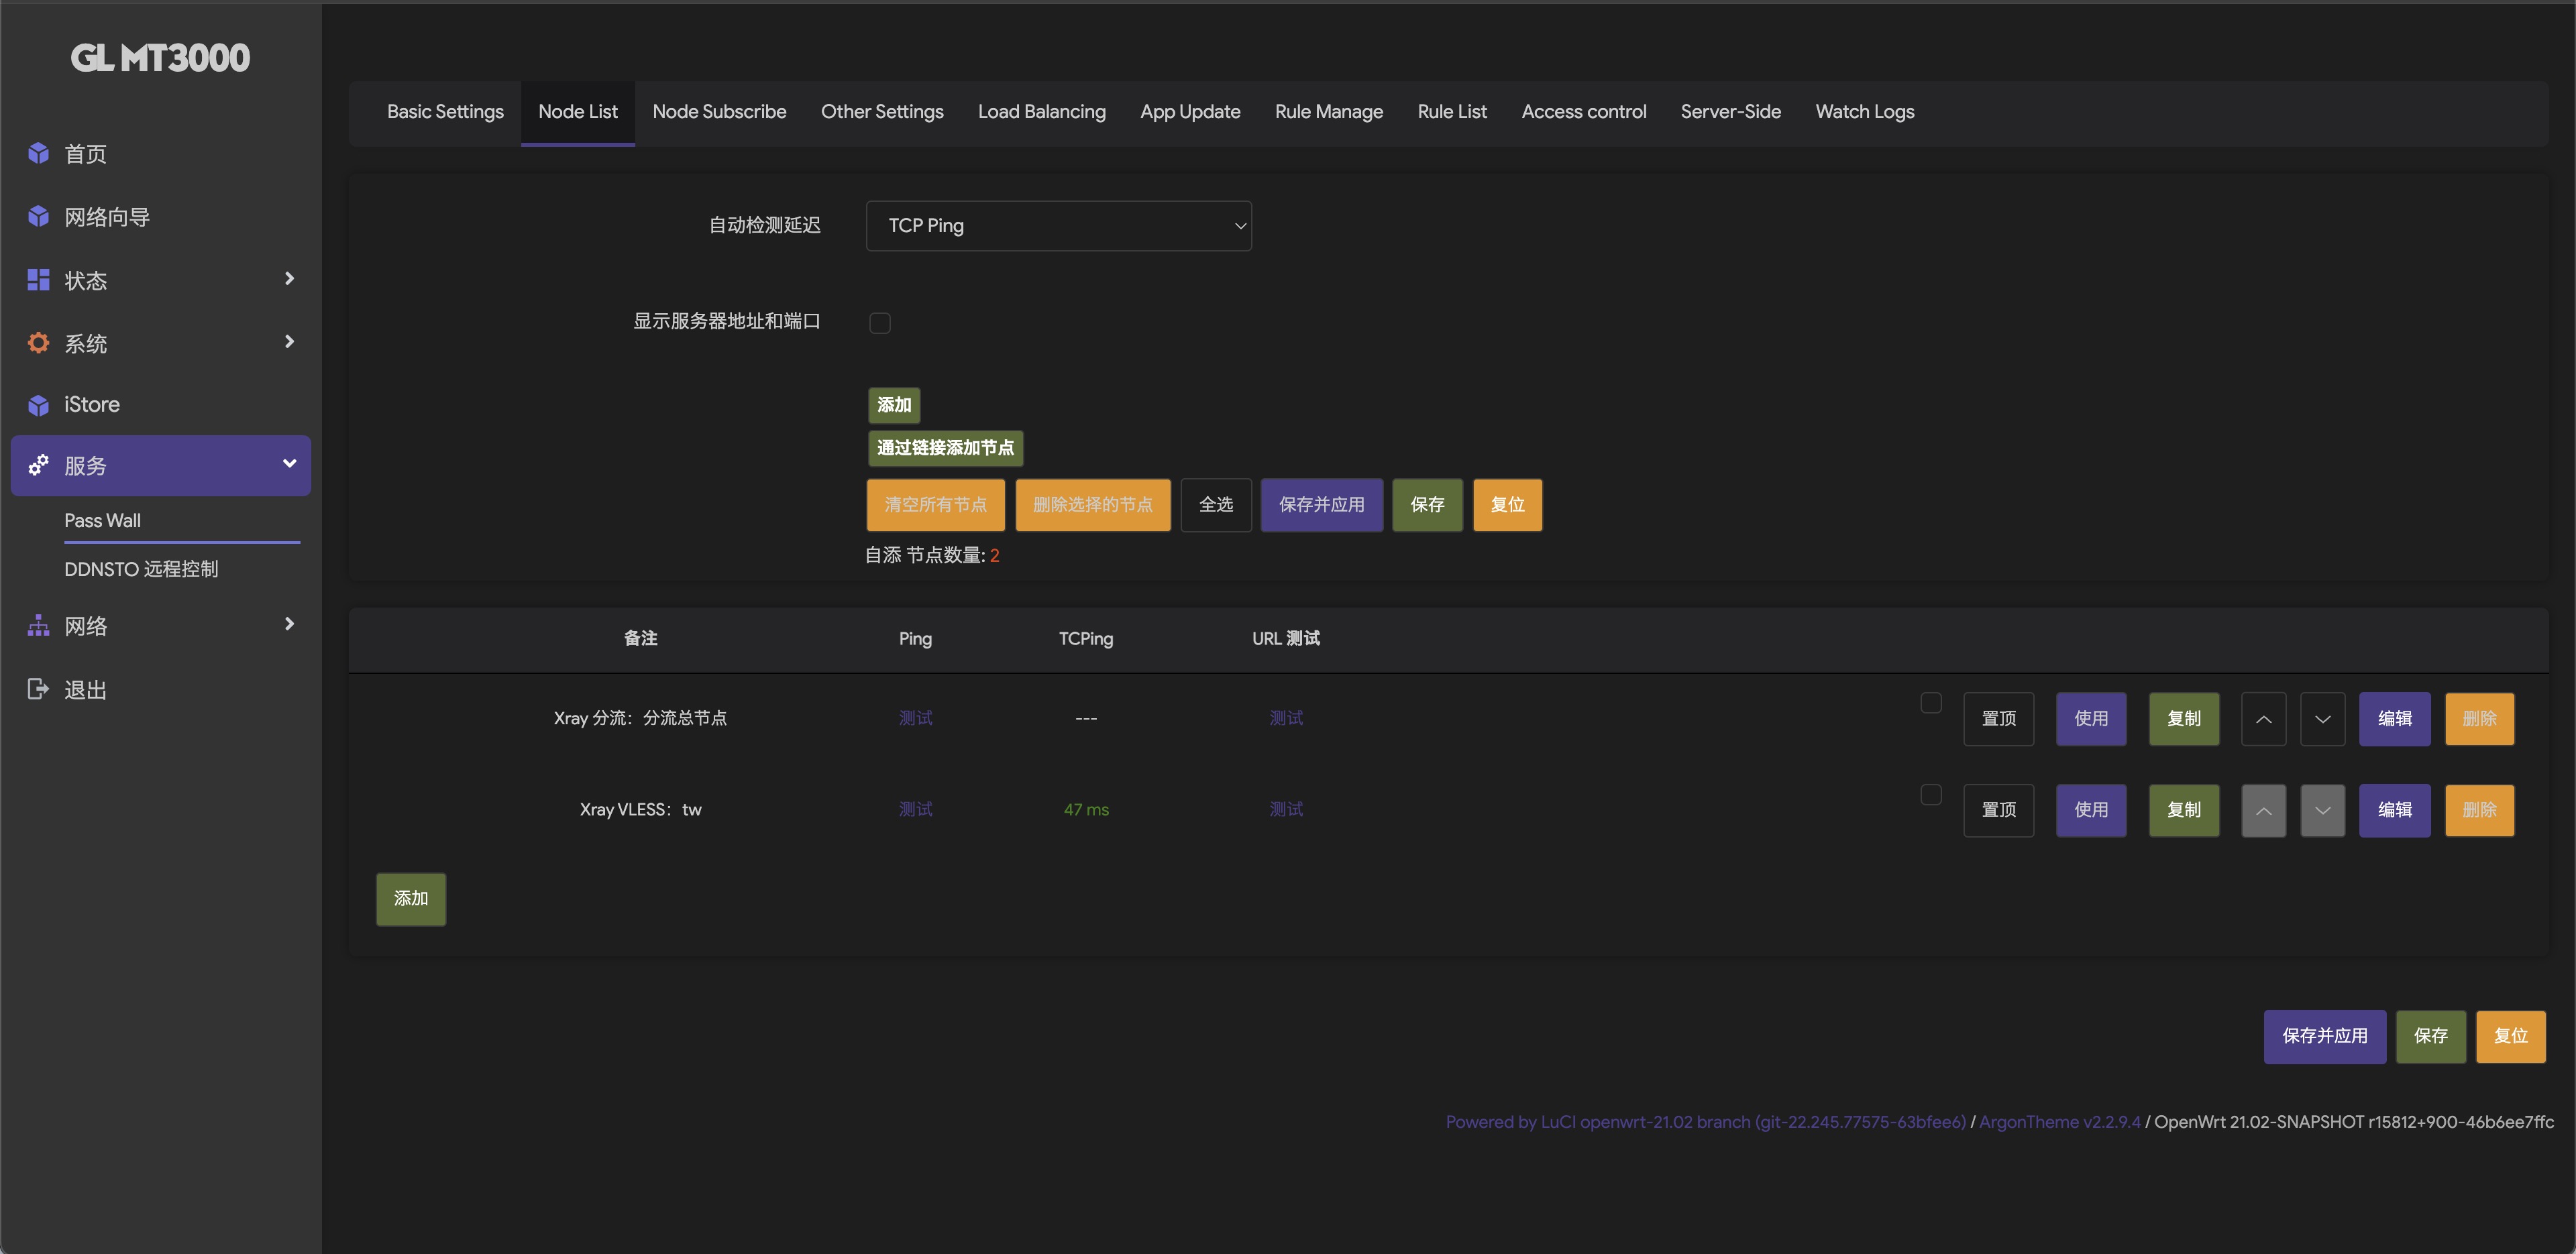 GL MT3000
首页
网络向导
状态
系统
iStore
服务
Pass Wall
DDNSTO 远程控制
网络
退出
Basic Settings Node List Node Subscribe Other Settings Load Balancing App Update Rule Manage Rule List Access control Server-Side Watch Logs
自动检测延迟 TCP Ping
显示服务器地址和端口
添加
通过链接添加节点
清空所有节点 删除选择的节点 全选 保存并应用 保存 复位
自添 节点数量: 2
备注 Ping TCPing URL 测试
Xray 分流：分流总节点 测试 --- 测试 置顶 使用 复制 编辑 删除
Xray VLESS：tw 测试 47 ms 测试 置顶 使用 复制 编辑 删除
添加
保存并应用 保存 复位
Powered by LuCI openwrt-21.02 branch (git-22.245.77575-63bfee6) / ArgonTheme v2.2.9.4 / OpenWrt 21.02-SNAPSHOT r15812+900-46b6ee7ffc